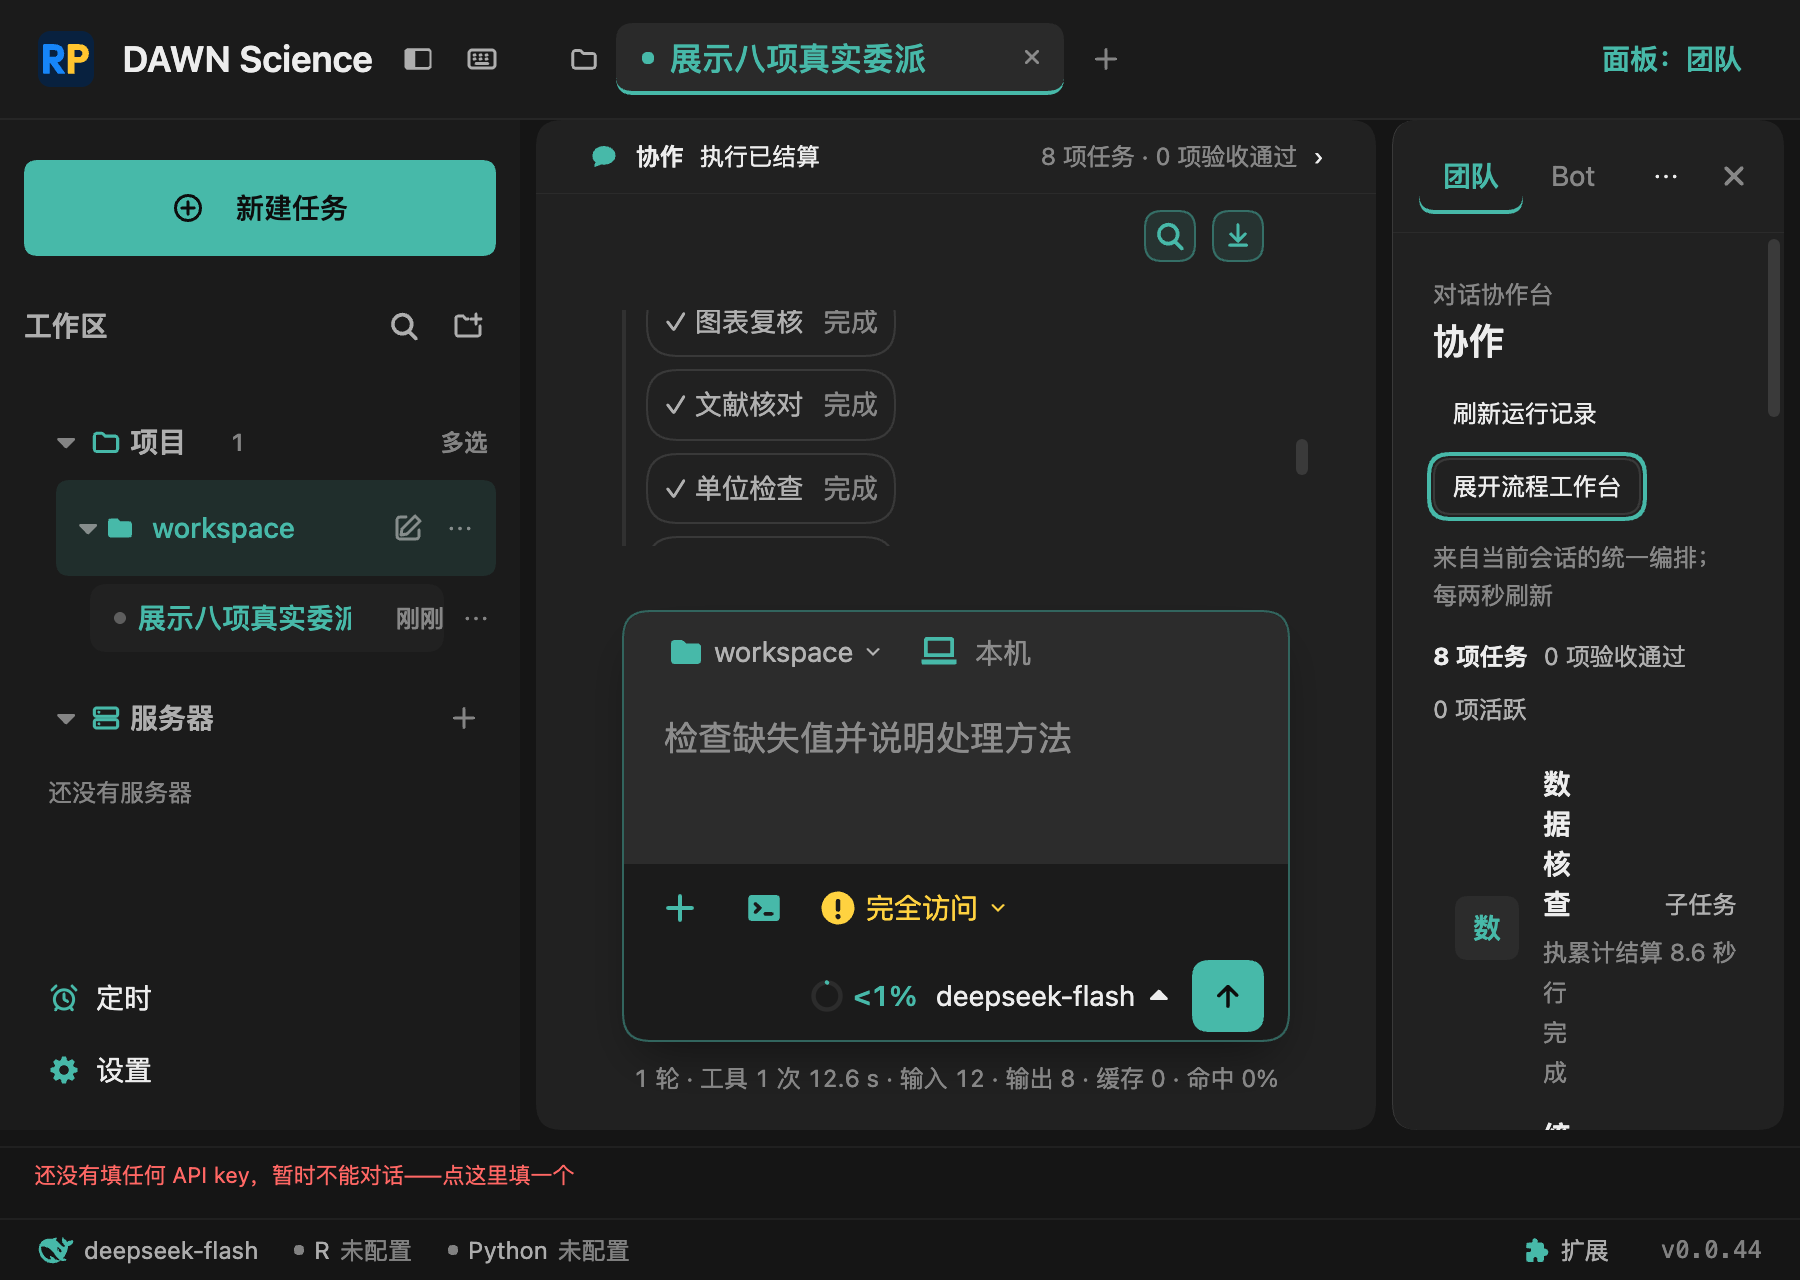 RP DAWN Science
展示八项真实委派
面板：团队
新建任务
工作区
项目 1 多选
workspace
展示八项真实委派 刚刚
服务器
还没有服务器
定时
设置
协作 执行已结算 8 项任务 · 0 项验收通过
图表复核 完成
文献核对 完成
单位检查 完成
workspace 本机
检查缺失值并说明处理方法
完全访问
<1% deepseek-flash
1 轮 · 工具 1 次 12.6 s · 输入 12 · 输出 8 · 缓存 0 · 命中 0%
团队 Bot
对话协作台
协作
刷新运行记录
展开流程工作台
来自当前会话的统一编排；
每两秒刷新
8 项任务 0 项验收通过
0 项活跃
数
数据核查
子任务
执行完成
累计结算 8.6 秒
还没有填任何 API key，暂时不能对话——点这里填一个
deepseek-flash R 未配置 Python 未配置
扩展 v0.0.44